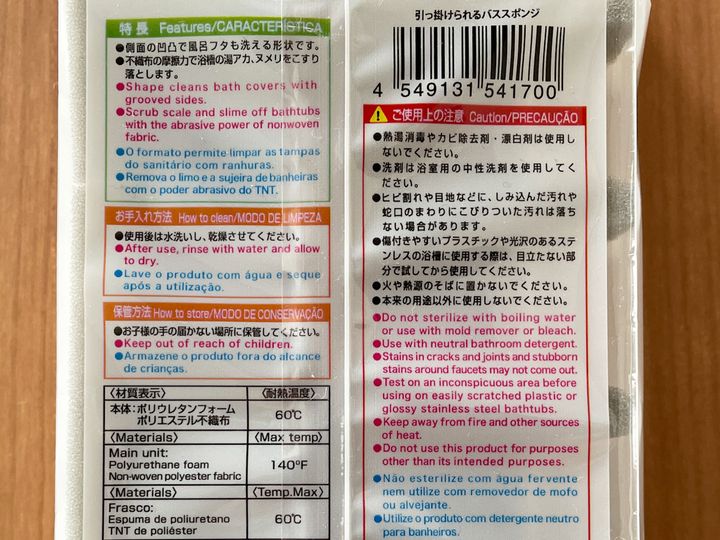 特長 Features/CARACTERÍSTICA
●側面の凹凸で風呂フタも洗える形状です。
●不織布の摩擦力で浴槽の湯アカ、ヌメリをこすり
落とします。
●Shape cleans bath covers with
grooved sides.
●Scrub scale and slime off bathtubs
with the abrasive power of nonwoven
fabric.
●O formato permite limpar as tampas
do sanitário com ranhuras.
●Remova o limo e a sujeira de banheiras
com o poder abrasivo do TNT.
お手入れ方法 How to clean/MODO DE LIMPEZA
●使用後は水洗いし、乾燥させてください。
●After use, rinse with water and allow
to dry.
●Lave o produto com água e seque
após a utilização.
保管方法 How to store/MODO DE CONSERVAÇÃO
●お子様の手の届かない場所に保管してください。
●Keep out of reach of children.
●Armazene o produto fora do alcance
de crianças.
〈材質表示〉 〈耐熱温度〉
本体：ポリウレタンフォーム
ポリエステル不織布 60℃
〈Materials〉 〈Max temp〉
Main unit:
Polyurethane foam
Non-woven polyester fabric 140°F
〈Materials〉 〈Temp.Max〉
Frasco:
Espuma de poliuretano
TNT de poliéster 60℃
引っ掛けられるバススポンジ
4 549131 541700
ご使用上の注意 Caution/PRECAUÇÃO
●熱湯消毒やカビ除去剤・漂白剤は使用し
ないでください。
●洗剤は浴室用の中性洗剤を使用してく
ださい。
●ヒビ割れや目地などに、しみ込んだ汚れや
蛇口のまわりにこびりついた汚れは落ち
ない場合があります。
●傷付きやすいプラスチックや光沢のあるステ
ンレスの浴槽に使用する際は、目立たない部
分で試してから使用してください。
●火や熱源のそばに置かないでください。
●本来の用途以外に使用しないでください。
●Do not sterilize with boiling water
or use with mold remover or bleach.
●Use with neutral bathroom detergent.
●Stains in cracks and joints and stubborn
stains around faucets may not come out.
●Test on an inconspicuous area before
using on easily scratched plastic or
glossy stainless steel bathtubs.
●Keep away from fire and other sources
of heat.
●Do not use this product for purposes
other than its intended purposes.
●Não esterilize com água fervente
nem utilize com removedor de mofo
ou alvejante.
●Utilize o produto com detergente neutro
para banheiros.